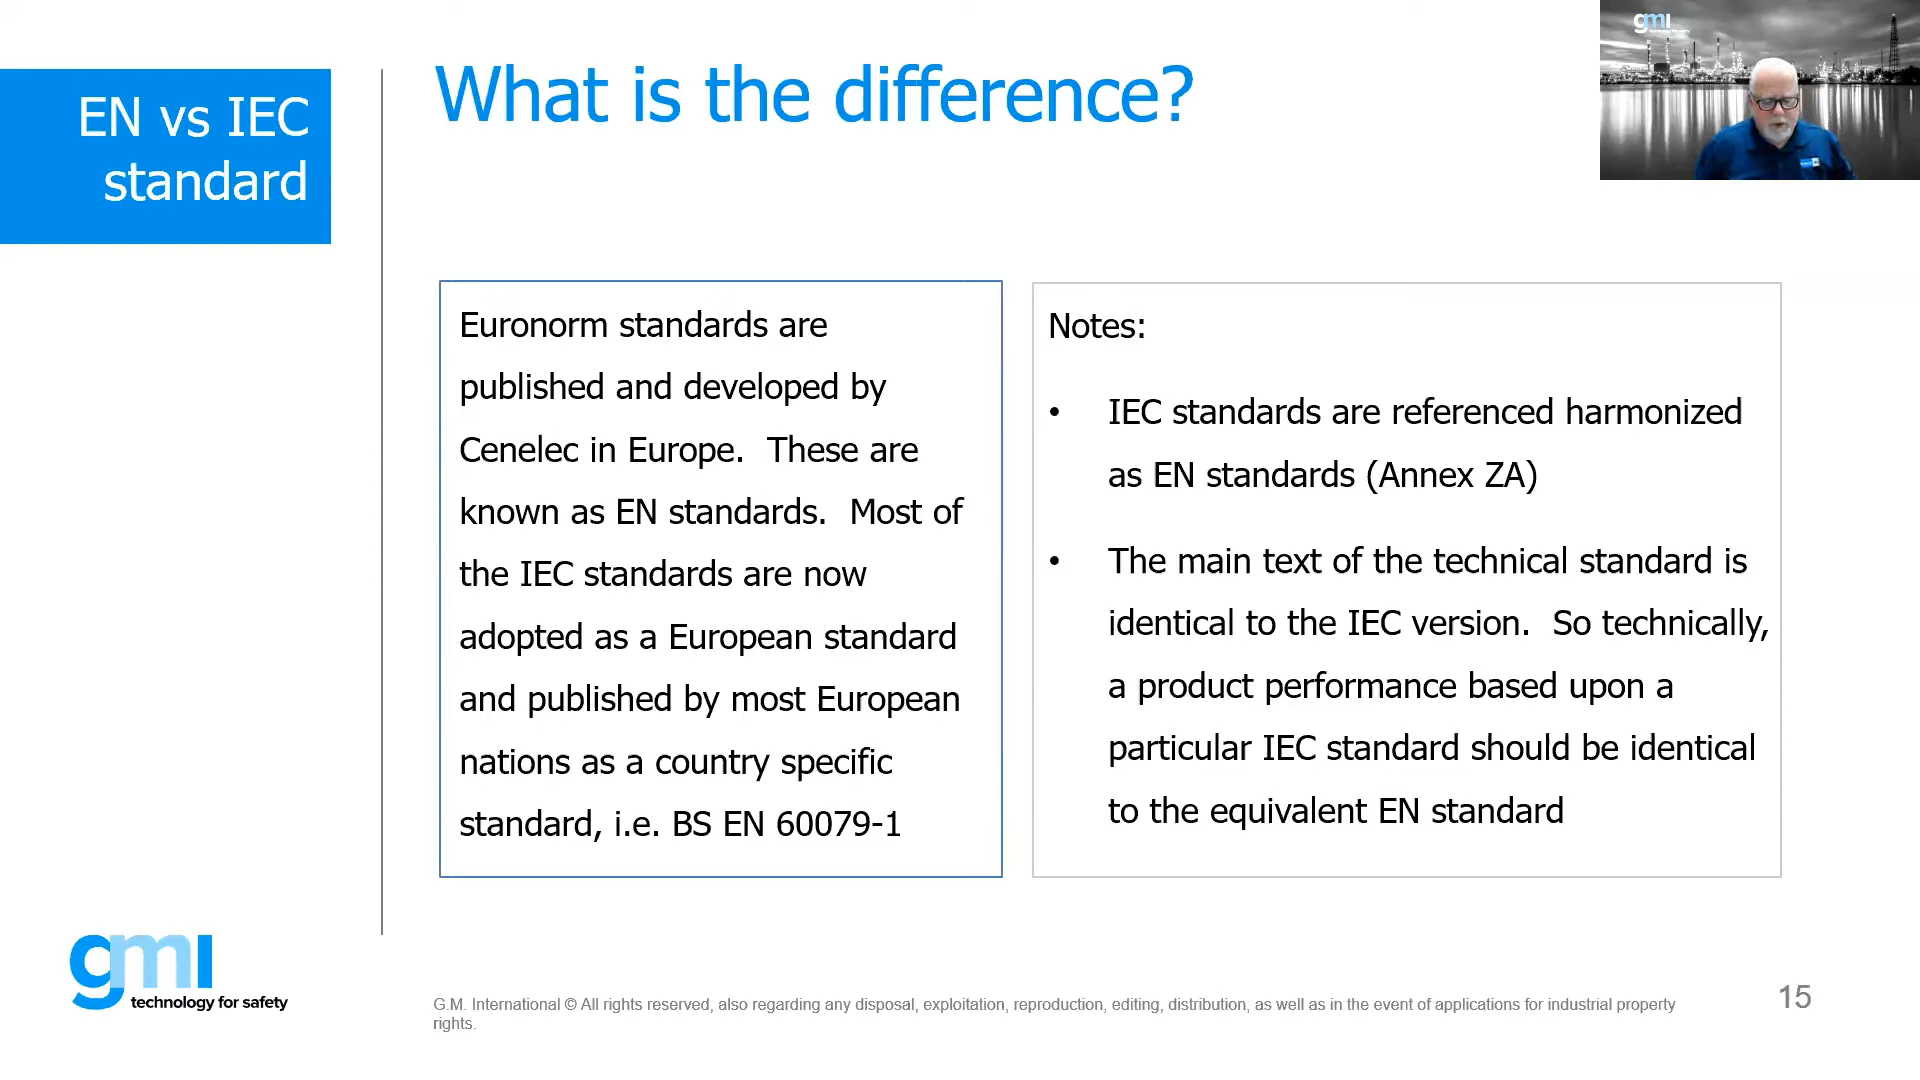 EN vs IEC
standard
What is the difference?
gmi
Euronorm standards are
published and developed by
Cenelec in Europe. These are
known as EN standards. Most of
the IEC standards are now
adopted as a European standard
and published by most European
nations as a country specific
standard, i.e. BS EN 60079-1
Notes:
• IEC standards are referenced harmonized
as EN standards (Annex ZA)
• The main text of the technical standard is
identical to the IEC version. So technically,
a product performance based upon a
particular IEC standard should be identical
to the equivalent EN standard
gmi
technology for safety
G.M. International © All rights reserved, also regarding any disposal, exploitation, reproduction, editing, distribution, as well as in the event of applications for industrial property
rights.
15